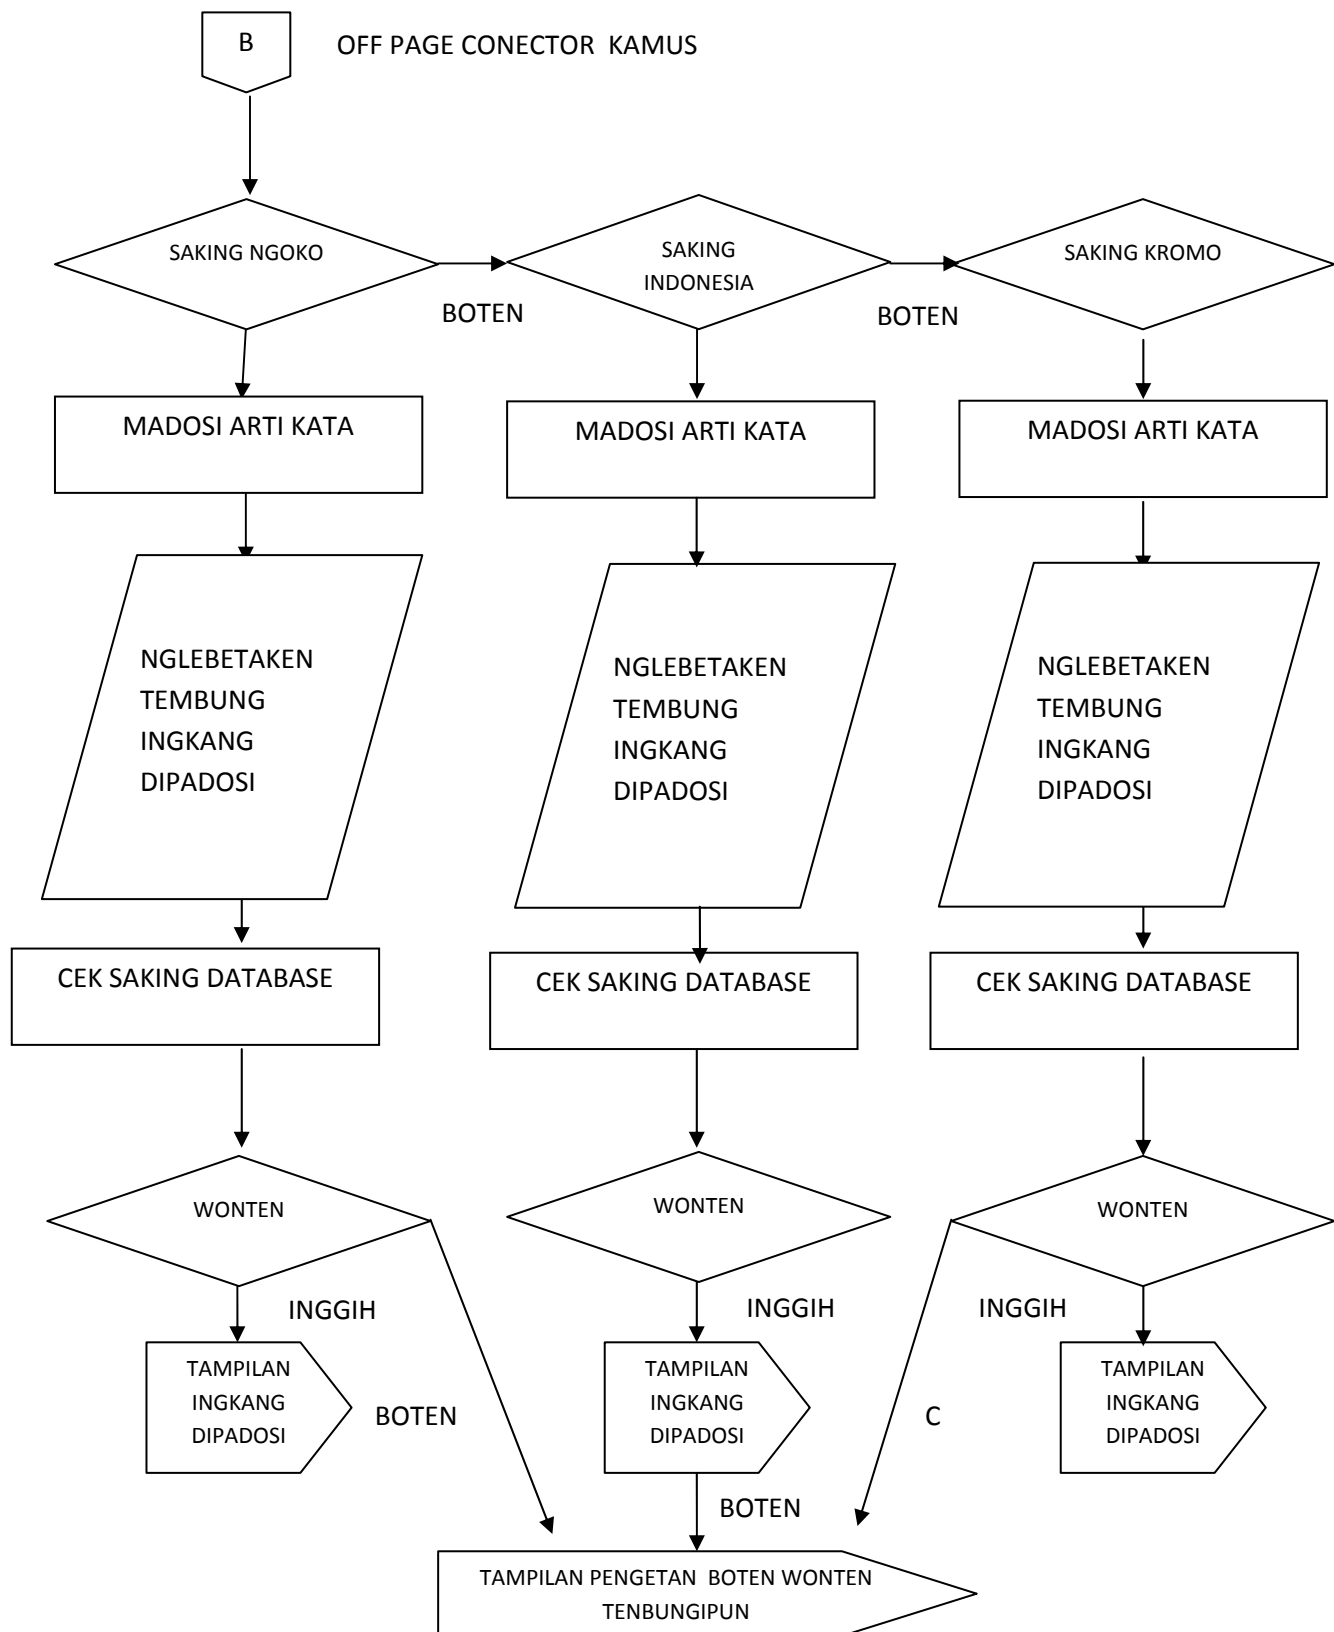 B
OFF PAGE CONECTOR KAMUS
SAKING NGOKO
SAKING
INDONESIA
SAKING KROMO
BOTEN
BOTEN
MADOSI ARTI KATA
MADOSI ARTI KATA
MADOSI ARTI KATA
NGLEBETAKEN
TEMBUNG
INGKANG
DIPADOSI
NGLEBETAKEN
TEMBUNG
INGKANG
DIPADOSI
NGLEBETAKEN
TEMBUNG
INGKANG
DIPADOSI
CEK SAKING DATABASE
CEK SAKING DATABASE
CEK SAKING DATABASE
WONTEN
WONTEN
WONTEN
INGGIH
INGGIH
INGGIH
TAMPILAN
INGKANG
DIPADOSI
BOTEN
TAMPILAN
INGKANG
DIPADOSI
C
TAMPILAN
INGKANG
DIPADOSI
BOTEN
TAMPILAN PENGETAN BOTEN WONTEN
TENBUNGIPUN